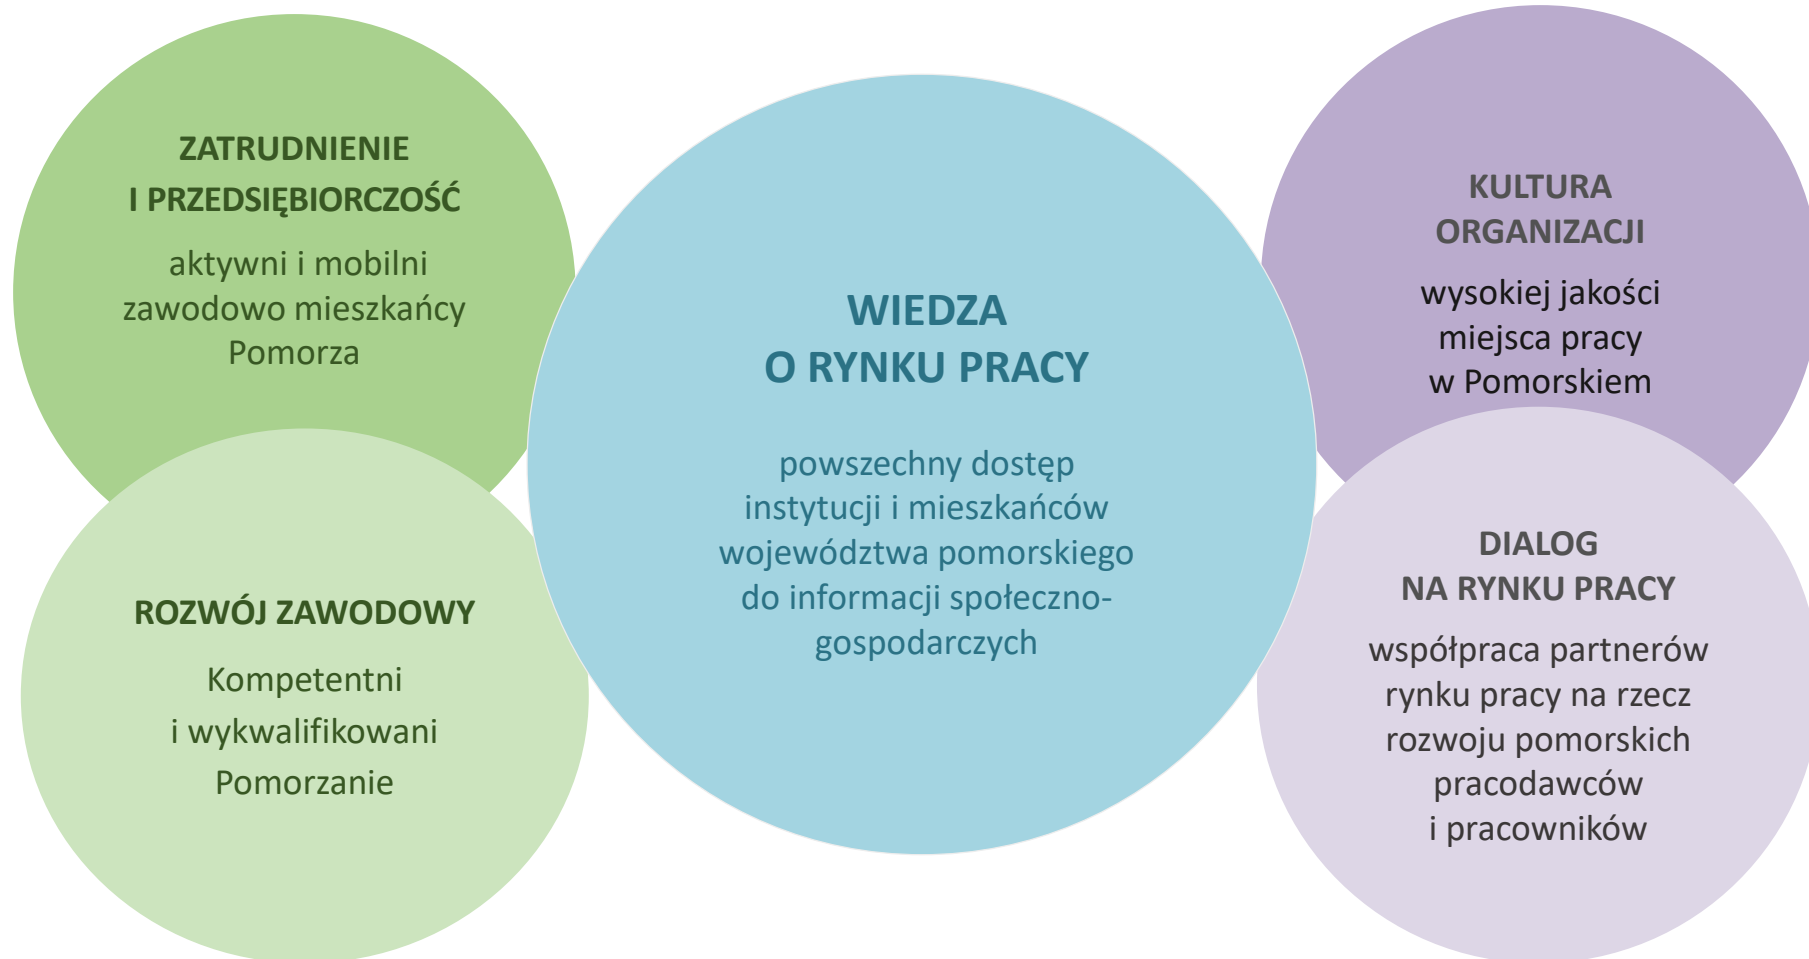 ZATRUDNIENIE
I PRZEDSIĘBIORCZOŚĆ
aktywni i mobilni
zawodowo mieszkańcy
Pomorza
ROZWÓJ ZAWODOWY
Kompetentni
i wykwalifikowani
Pomorzanie
WIEDZA
O RYNKU PRACY
powszechny dostęp
instytucji i mieszkańców
województwa pomorskiego
do informacji społeczno-
gospodarczych
KULTURA
ORGANIZACJI
wysokiej jakości
miejsca pracy
w Pomorskiem
DIALOG
NA RYNKU PRACY
współpraca partnerów
rynku pracy na rzecz
rozwoju pomorskich
pracodawców
i pracowników